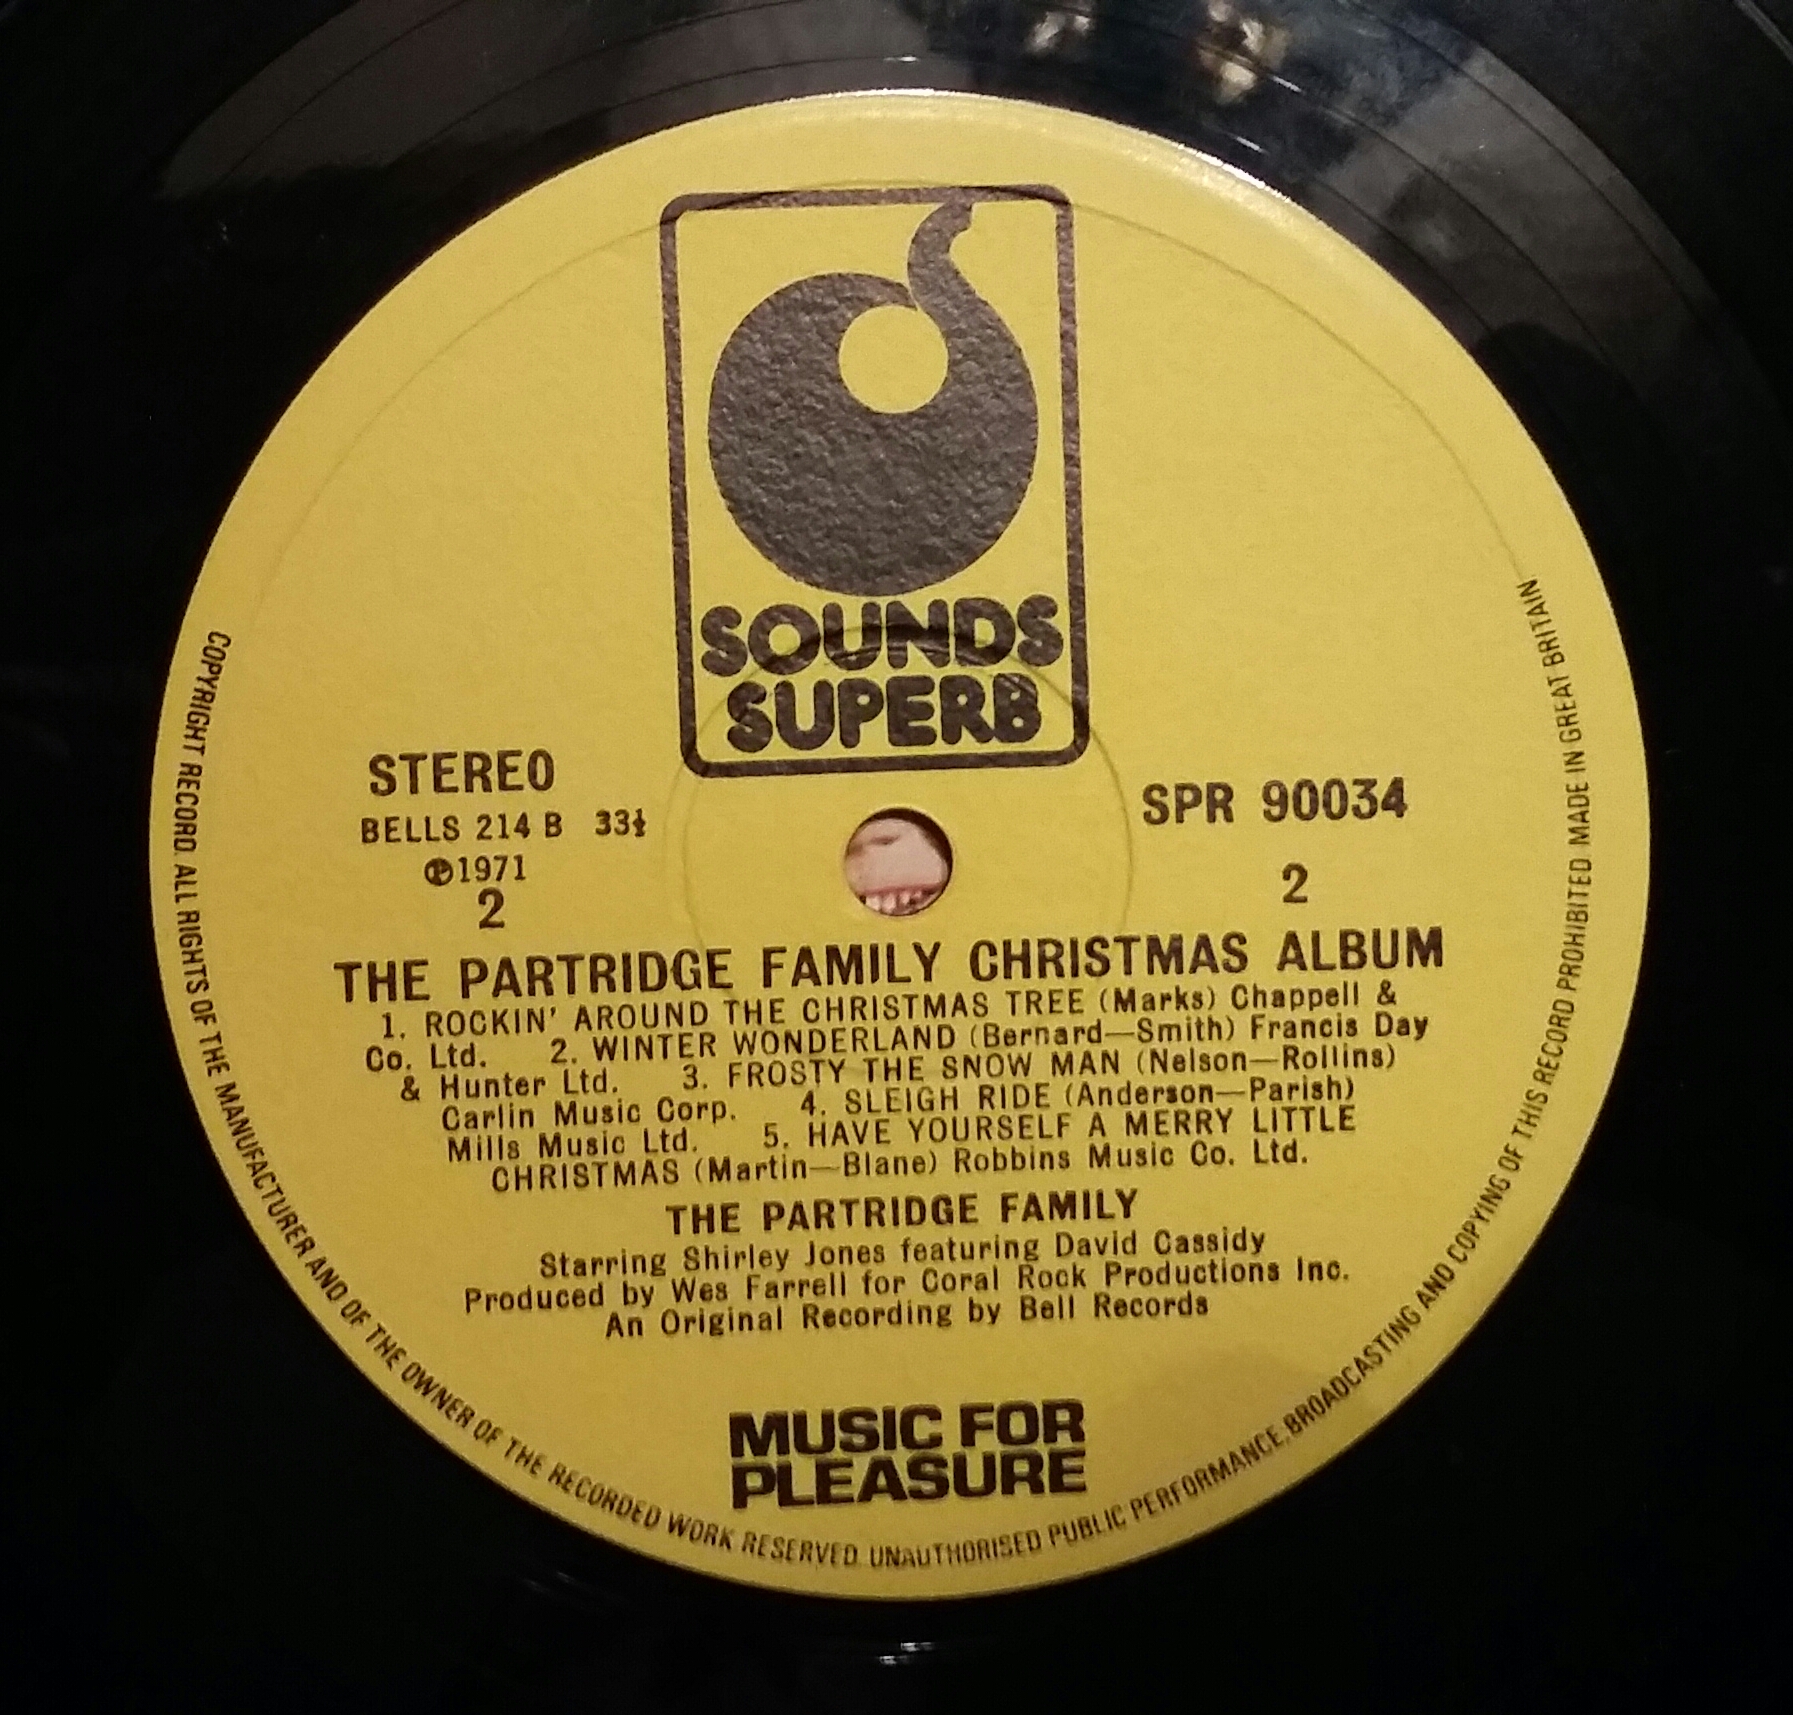 SOUNDS
SUPERB
STEREO
BELLS 214 B 33⅓
℗1971
2
SPR 90034
2
THE PARTRIDGE FAMILY CHRISTMAS ALBUM
1. ROCKIN' AROUND THE CHRISTMAS TREE (Marks) Chappell &
Co. Ltd. 2. WINTER WONDERLAND (Bernard—Smith) Francis Day
& Hunter Ltd. 3. FROSTY THE SNOW MAN (Nelson—Rollins)
Carlin Music Corp. 4. SLEIGH RIDE (Anderson—Parish)
Mills Music Ltd. 5. HAVE YOURSELF A MERRY LITTLE
CHRISTMAS (Martin—Blane) Robbins Music Co. Ltd.
THE PARTRIDGE FAMILY
Starring Shirley Jones featuring David Cassidy
Produced by Wes Farrell for Coral Rock Productions Inc.
An Original Recording by Bell Records
MUSIC FOR
PLEASURE
COPYRIGHT RECORD. ALL RIGHTS OF THE MANUFACTURER AND OF THE OWNER OF THE RECORDED WORK RESERVED. UNAUTHORISED PUBLIC PERFORMANCE, BROADCASTING AND COPYING OF THIS RECORD PROHIBITED MADE IN GREAT BRITAIN